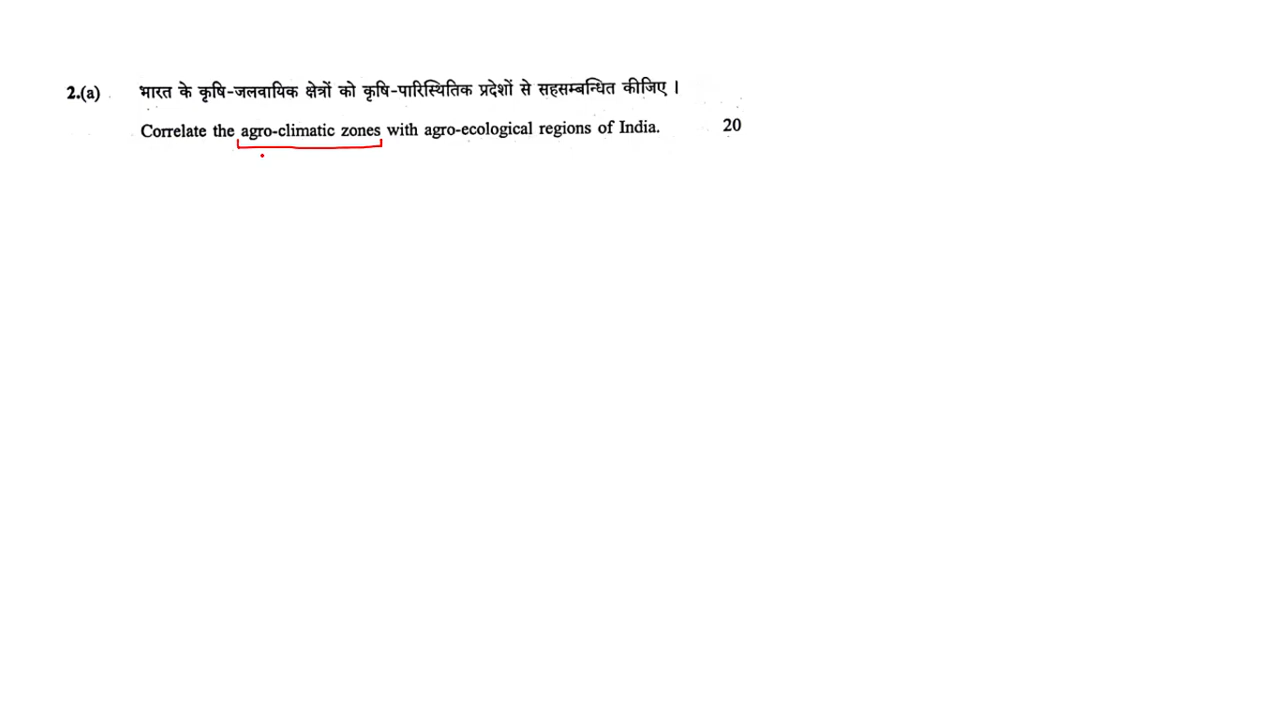 2.(a) भारत के कृषि-जलवायिक क्षेत्रों को कृषि-पारिस्थितिक प्रदेशों से सहसम्बन्धित कीजिए ।
Correlate the agro-climatic zones with agro-ecological regions of India. 20